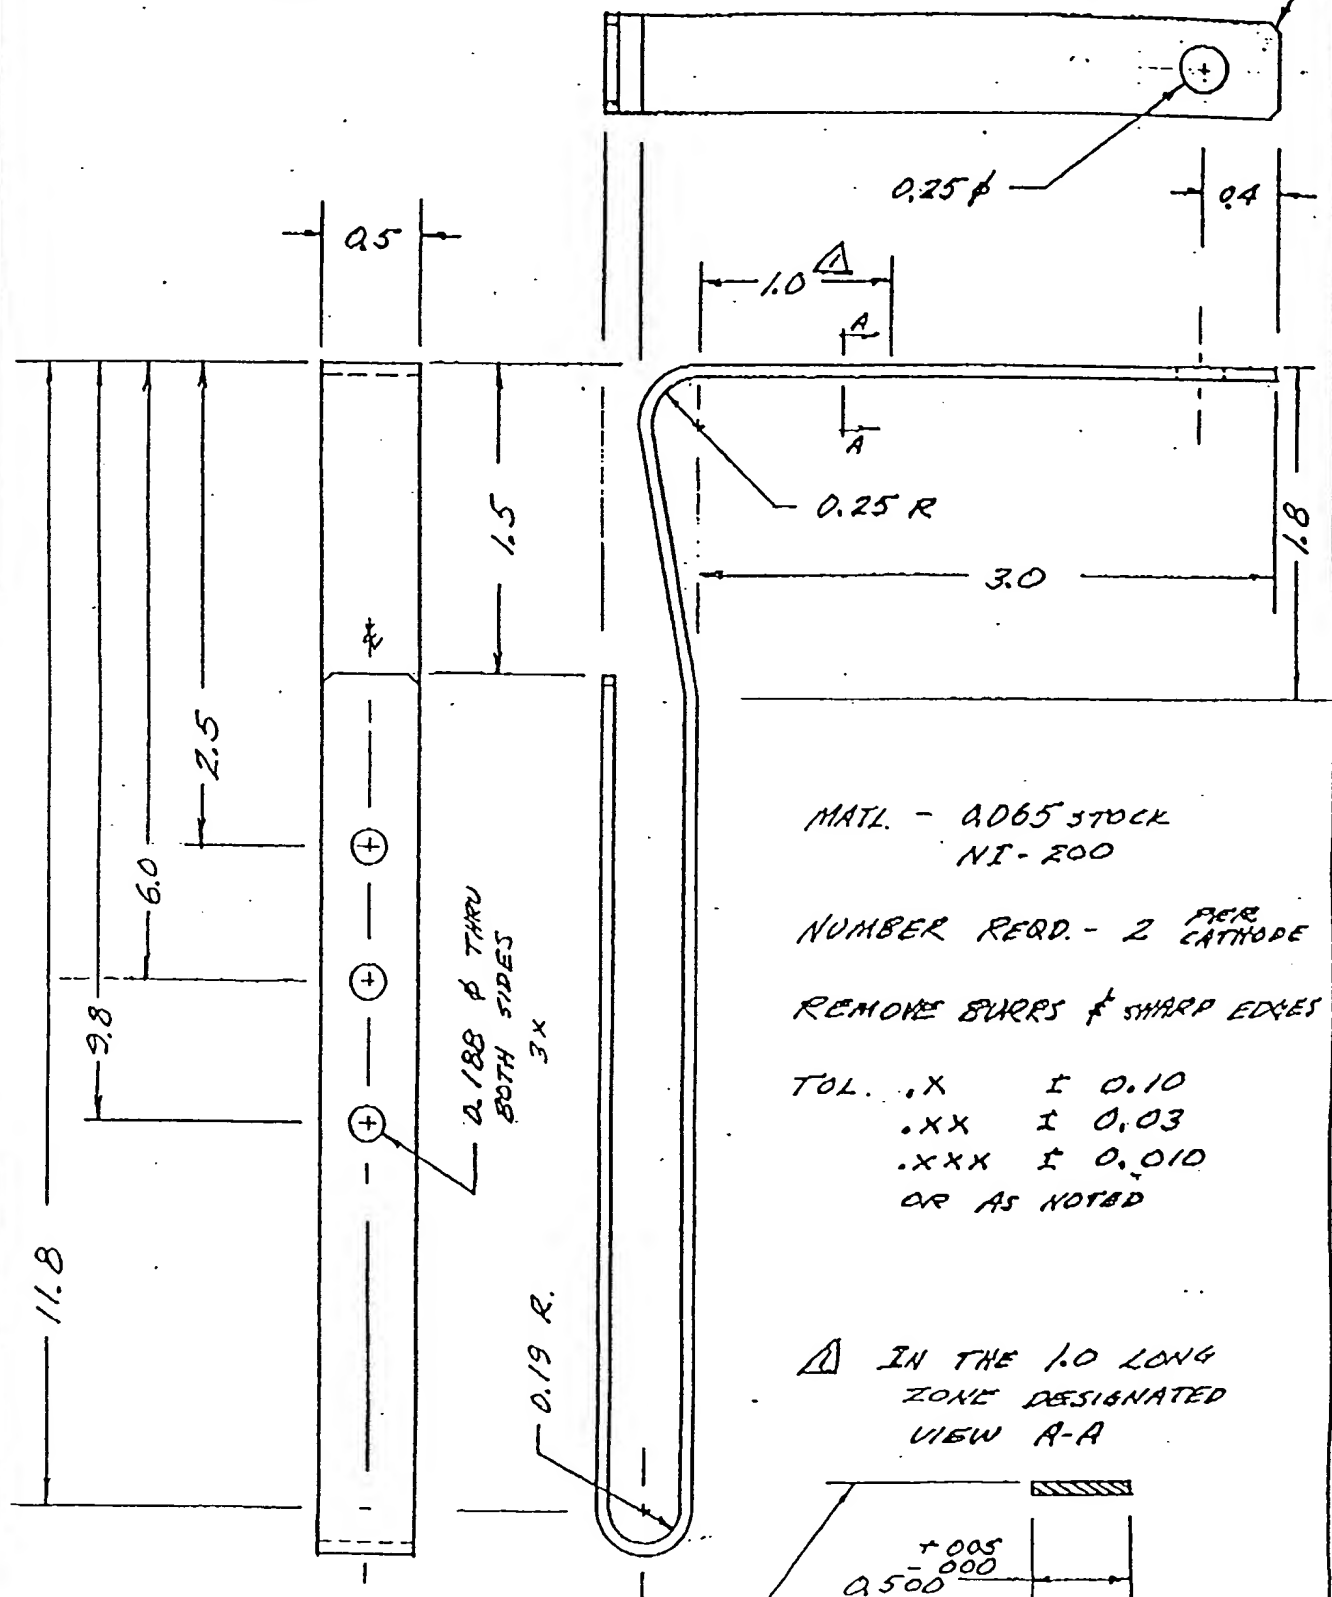 0.25 ϕ
0.4
0.5
1.0 1
A
A
0.25 R
1.5
3.0
1.8
2.5
6.0
9.8
11.8
0.188 ϕ THRU
BOTH SIDES
3X
0.19 R.
MATL. - 0.065 STOCK
NI-200
NUMBER REQD. - 2 PER
CATHODE
REMOVE BURRS & SHARP EDGES
TOL. .X ± 0.10
.XX ± 0.03
.XXX ± 0.010
OR AS NOTED
1 IN THE 1.0 LONG
ZONE DESIGNATED
VIEW A-A
+.005
-.000
0.500